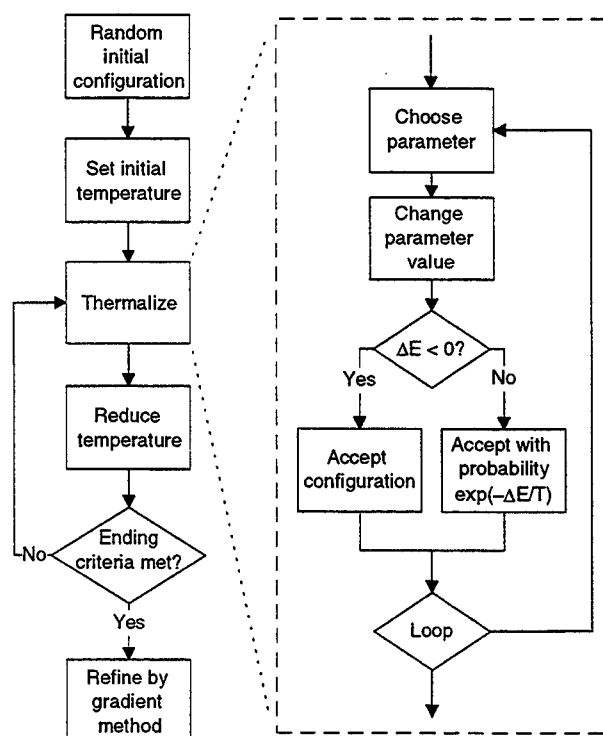 Random
initial
configuration
Set initial
temperature
Thermalize
Reduce
temperature
Ending
criteria met?
No
Yes
Refine by
gradient
method
Choose
parameter
Change
parameter
value
ΔE < 0?
Yes
No
Accept
configuration
Accept with
probability
exp(−ΔE/T)
Loop